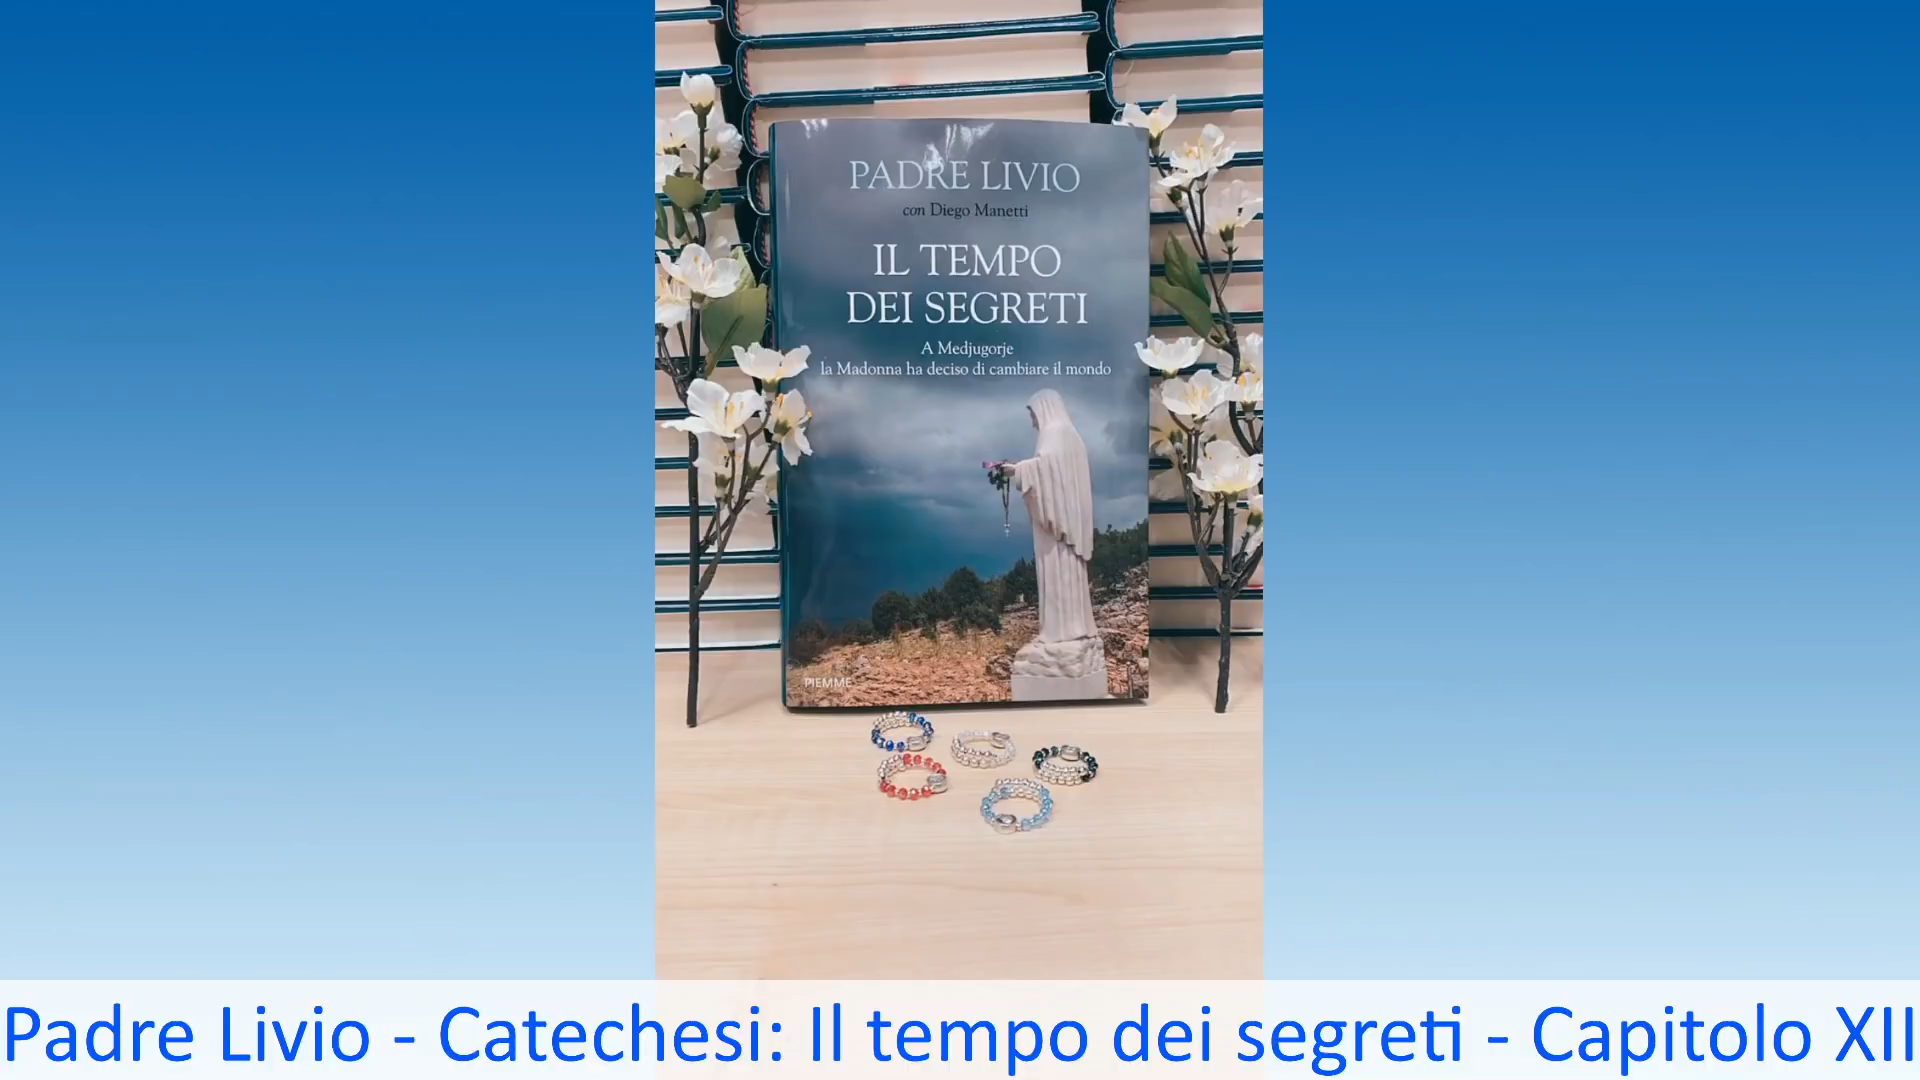 PADRE LIVIO
con Diego Manetti
IL TEMPO
DEI SEGRETI
A Medjugorje
la Madonna ha deciso di cambiare il mondo
PIEMME
Padre Livio - Catechesi: Il tempo dei segreti - Capitolo XII